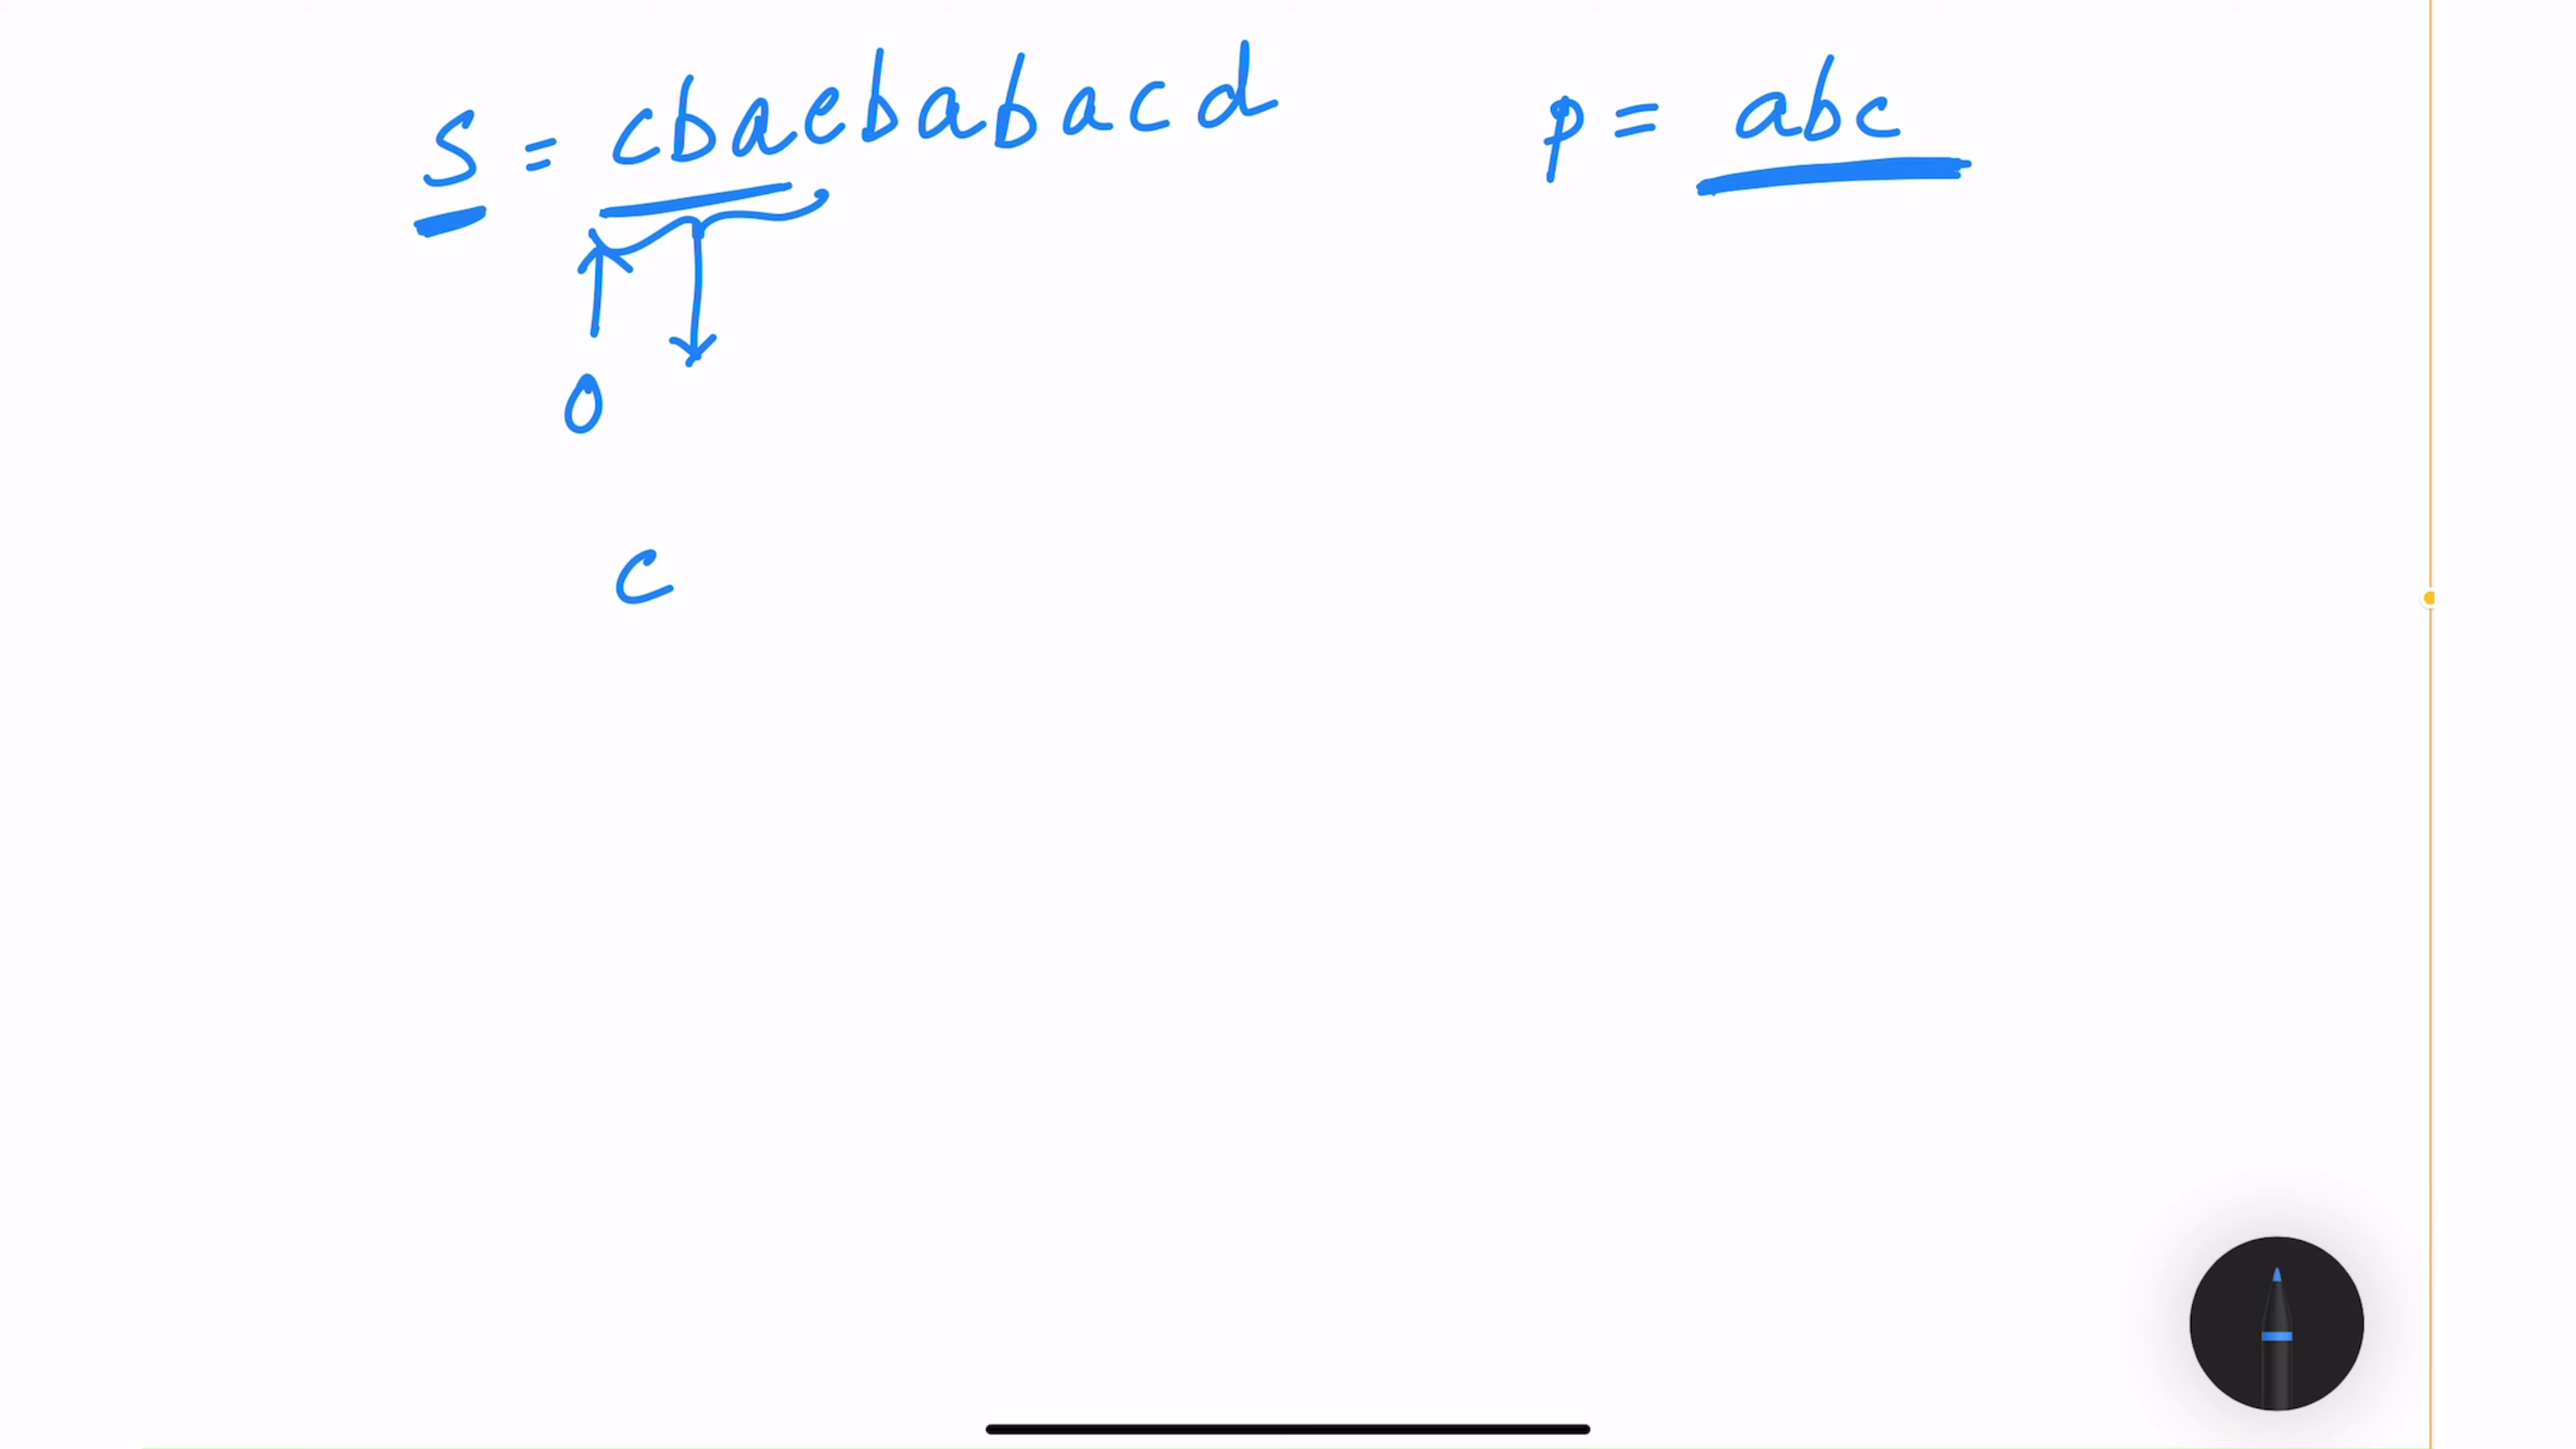 s = cbaebabacd p = abc
0
c